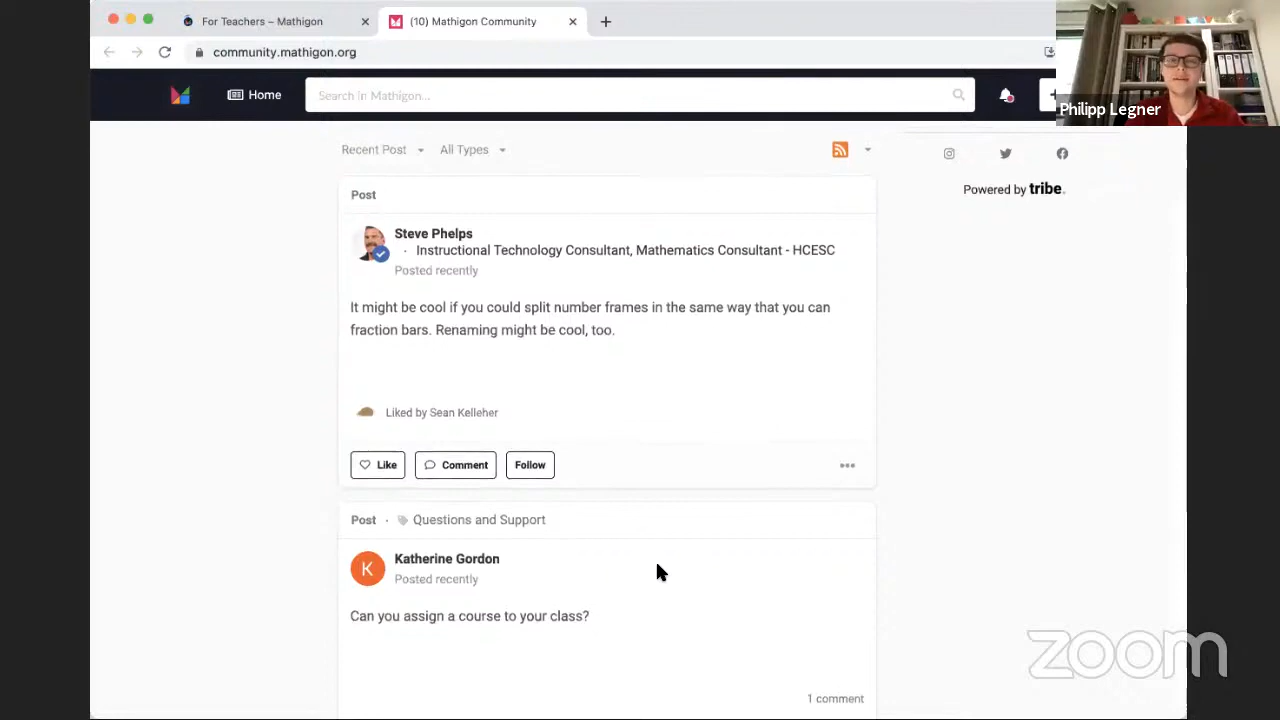 For Teachers – Mathigon
(10) Mathigon Community
community.mathigon.org
Home
Search in Mathigon...
Philipp Legner
Recent Post
All Types
Powered by tribe.
Post
Steve Phelps
· Instructional Technology Consultant, Mathematics Consultant - HCESC
Posted recently
It might be cool if you could split number frames in the same way that you can
fraction bars. Renaming might be cool, too.
Liked by Sean Kelleher
Like
Comment
Follow
Post · Questions and Support
K
Katherine Gordon
Posted recently
Can you assign a course to your class?
zoom
1 comment